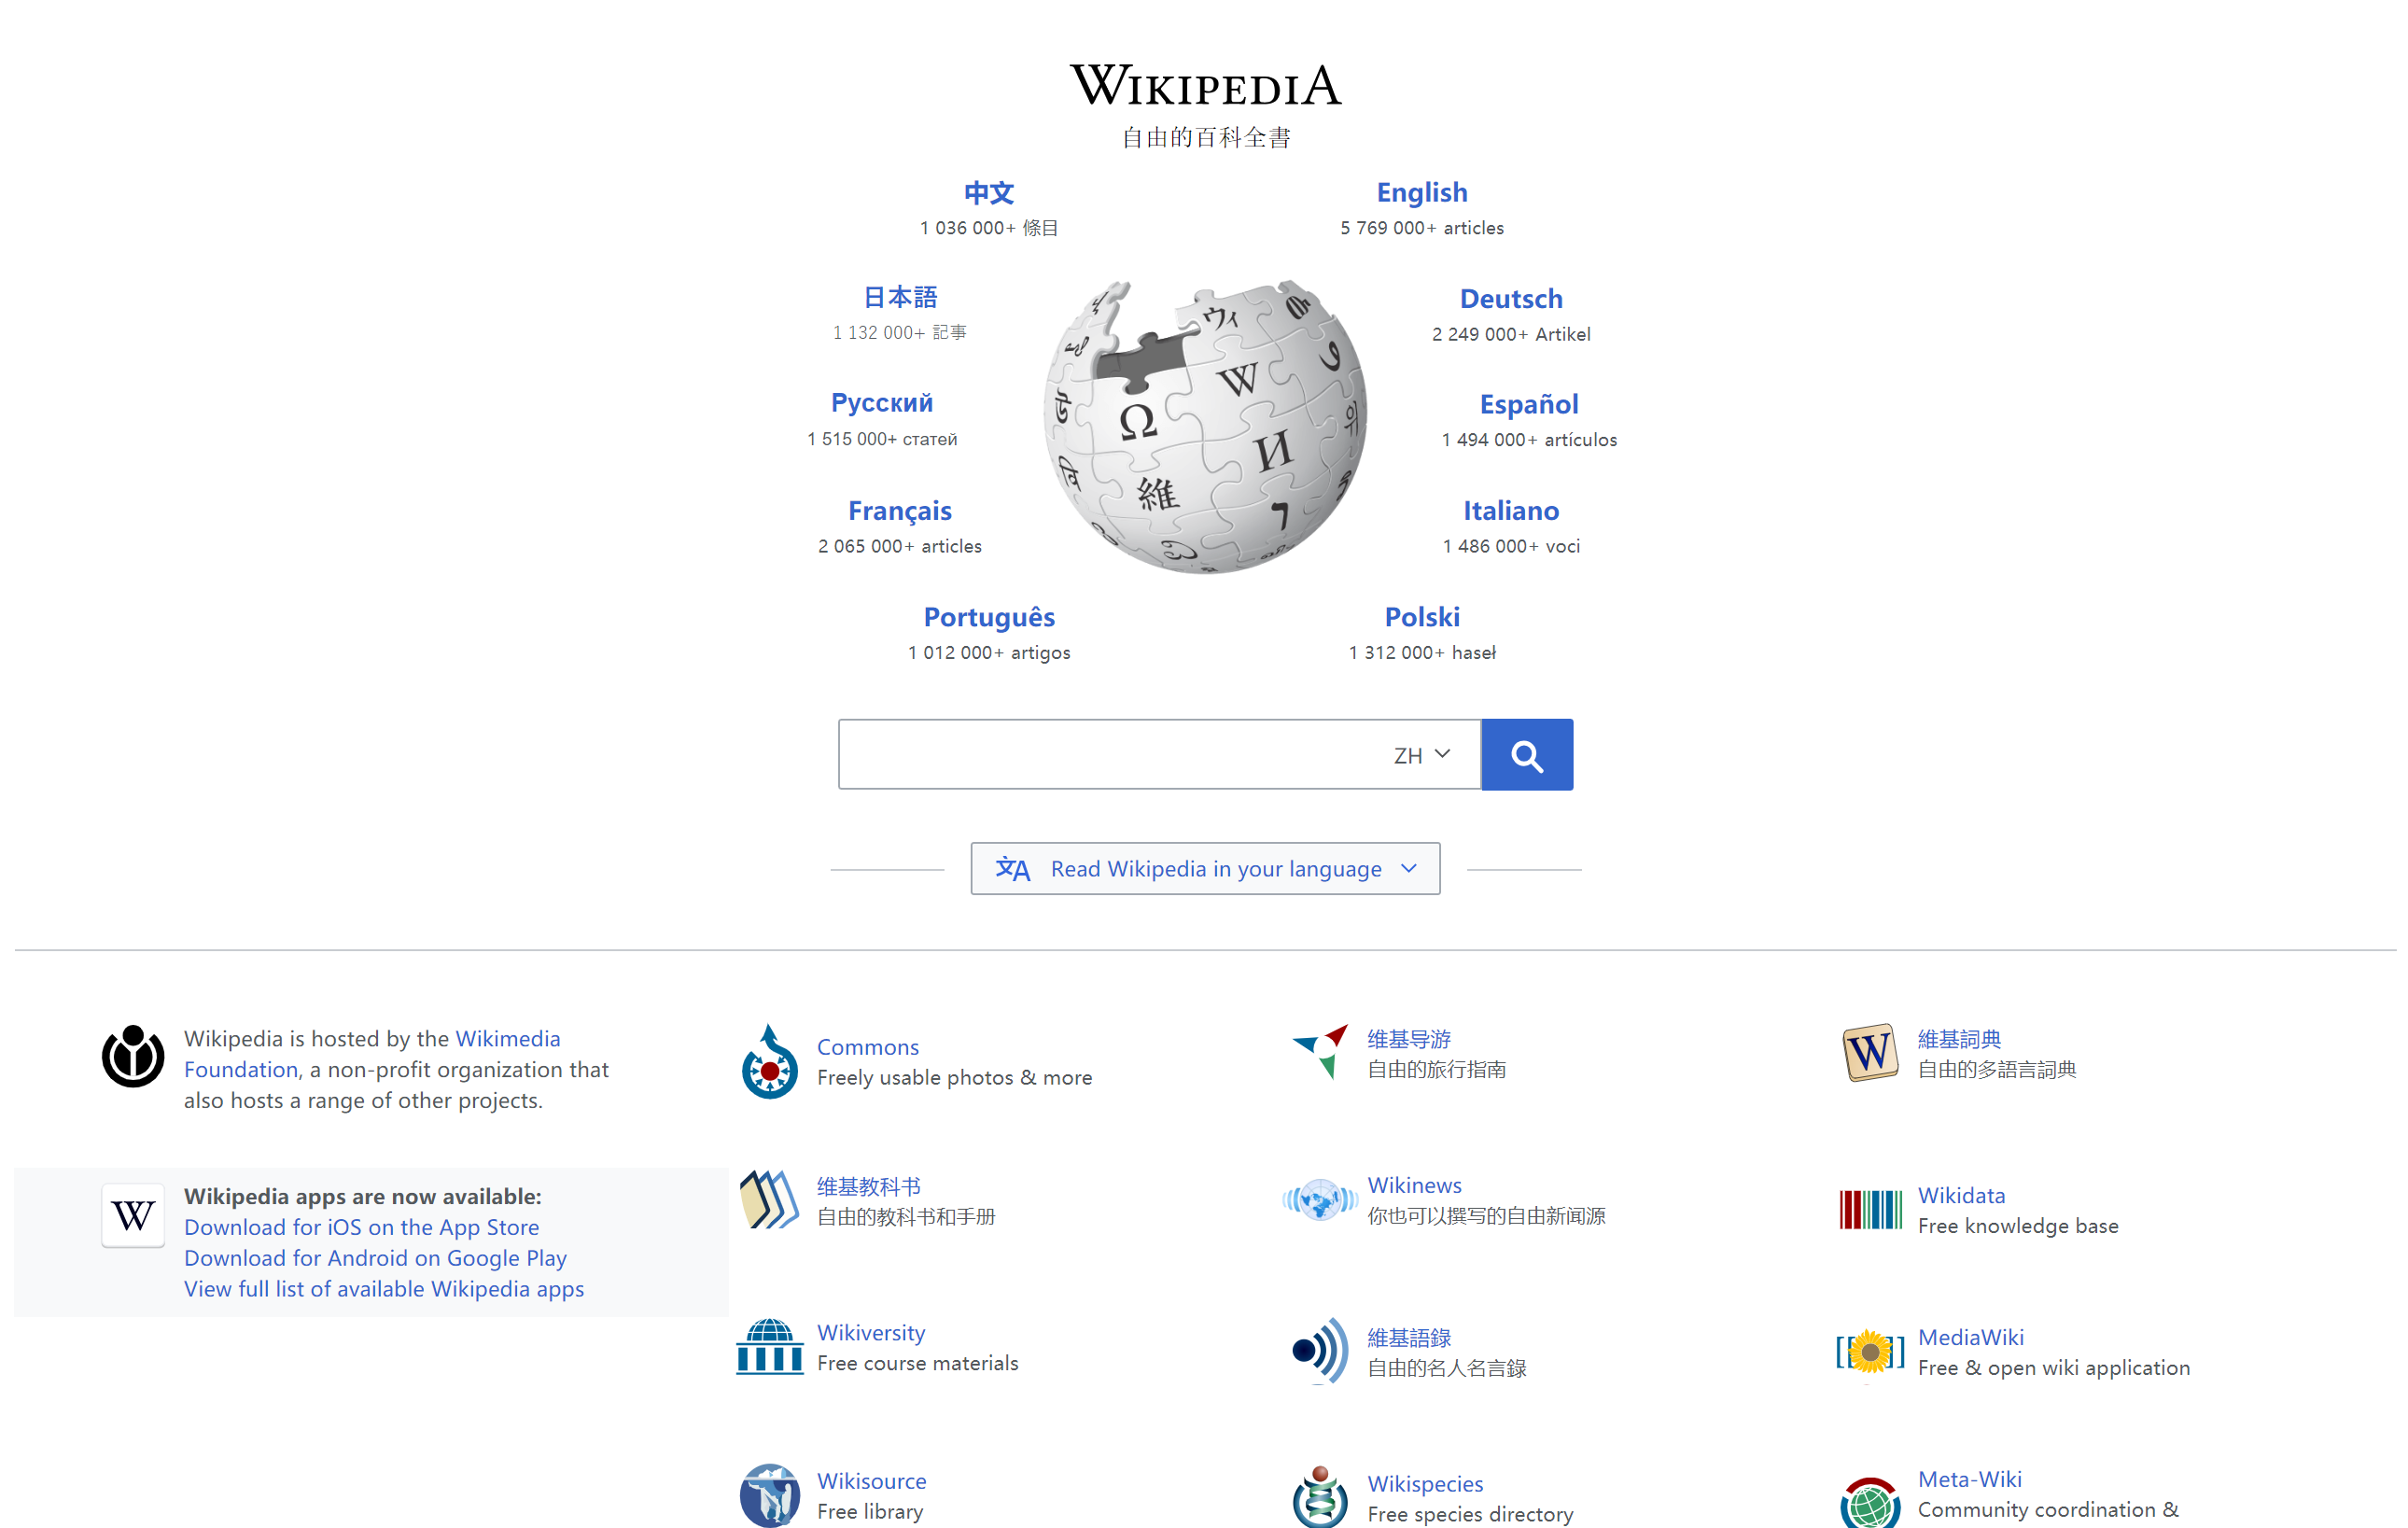 WIKIPEDIA
自由的百科全書
中文
1 036 000+ 條目
English
5 769 000+ articles
日本語
1 132 000+ 記事
Deutsch
2 249 000+ Artikel
Русский
1 515 000+ статей
Español
1 494 000+ artículos
Français
2 065 000+ articles
Italiano
1 486 000+ voci
Português
1 012 000+ artigos
Polski
1 312 000+ haseł
Ω
W
И
維
ウィ
ZH
文A Read Wikipedia in your language
Wikipedia is hosted by the Wikimedia
Foundation, a non-profit organization that
also hosts a range of other projects.
W
Wikipedia apps are now available:
Download for iOS on the App Store
Download for Android on Google Play
View full list of available Wikipedia apps
Commons
Freely usable photos & more
维基导游
自由的旅行指南
W
維基詞典
自由的多語言詞典
维基教科书
自由的教科书和手册
Wikinews
你也可以撰写的自由新闻源
Wikidata
Free knowledge base
Wikiversity
Free course materials
維基語錄
自由的名人名言錄
MediaWiki
Free & open wiki application
Wikisource
Free library
Wikispecies
Free species directory
Meta-Wiki
Community coordination &